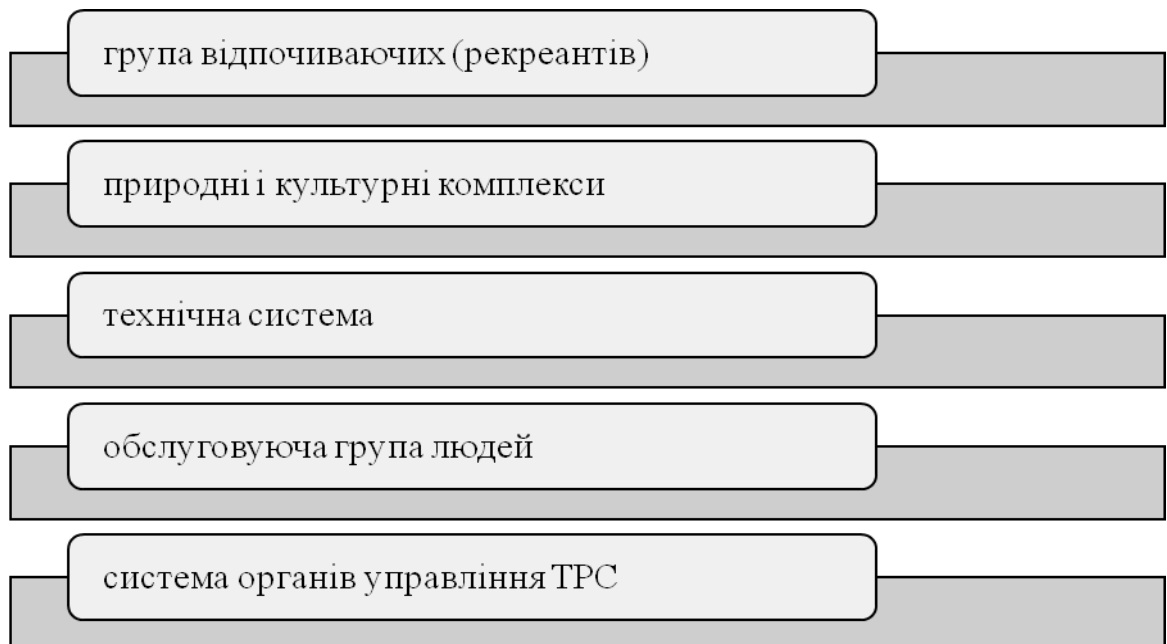 група відпочиваючих (рекреантів)
природні і культурні комплекси
технічна система
обслуговуюча група людей
система органів управління ТРС